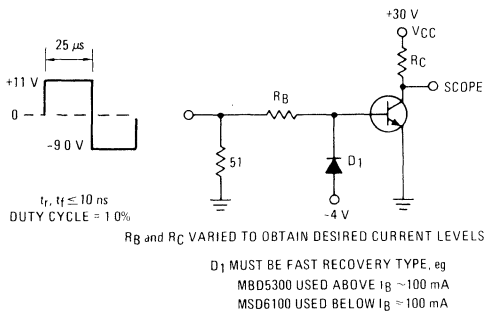 +30 V
VCC
25 μs
RC
+11 V
SCOPE
RB
0
-9.0 V
51
D1
-4 V
tr, tf ≤ 10 ns
DUTY CYCLE = 1.0%
RB and RC VARIED TO OBTAIN DESIRED CURRENT LEVELS
D1 MUST BE FAST RECOVERY TYPE, eg
MBD5300 USED ABOVE IB ~100 mA
MSD6100 USED BELOW IB ~100 mA